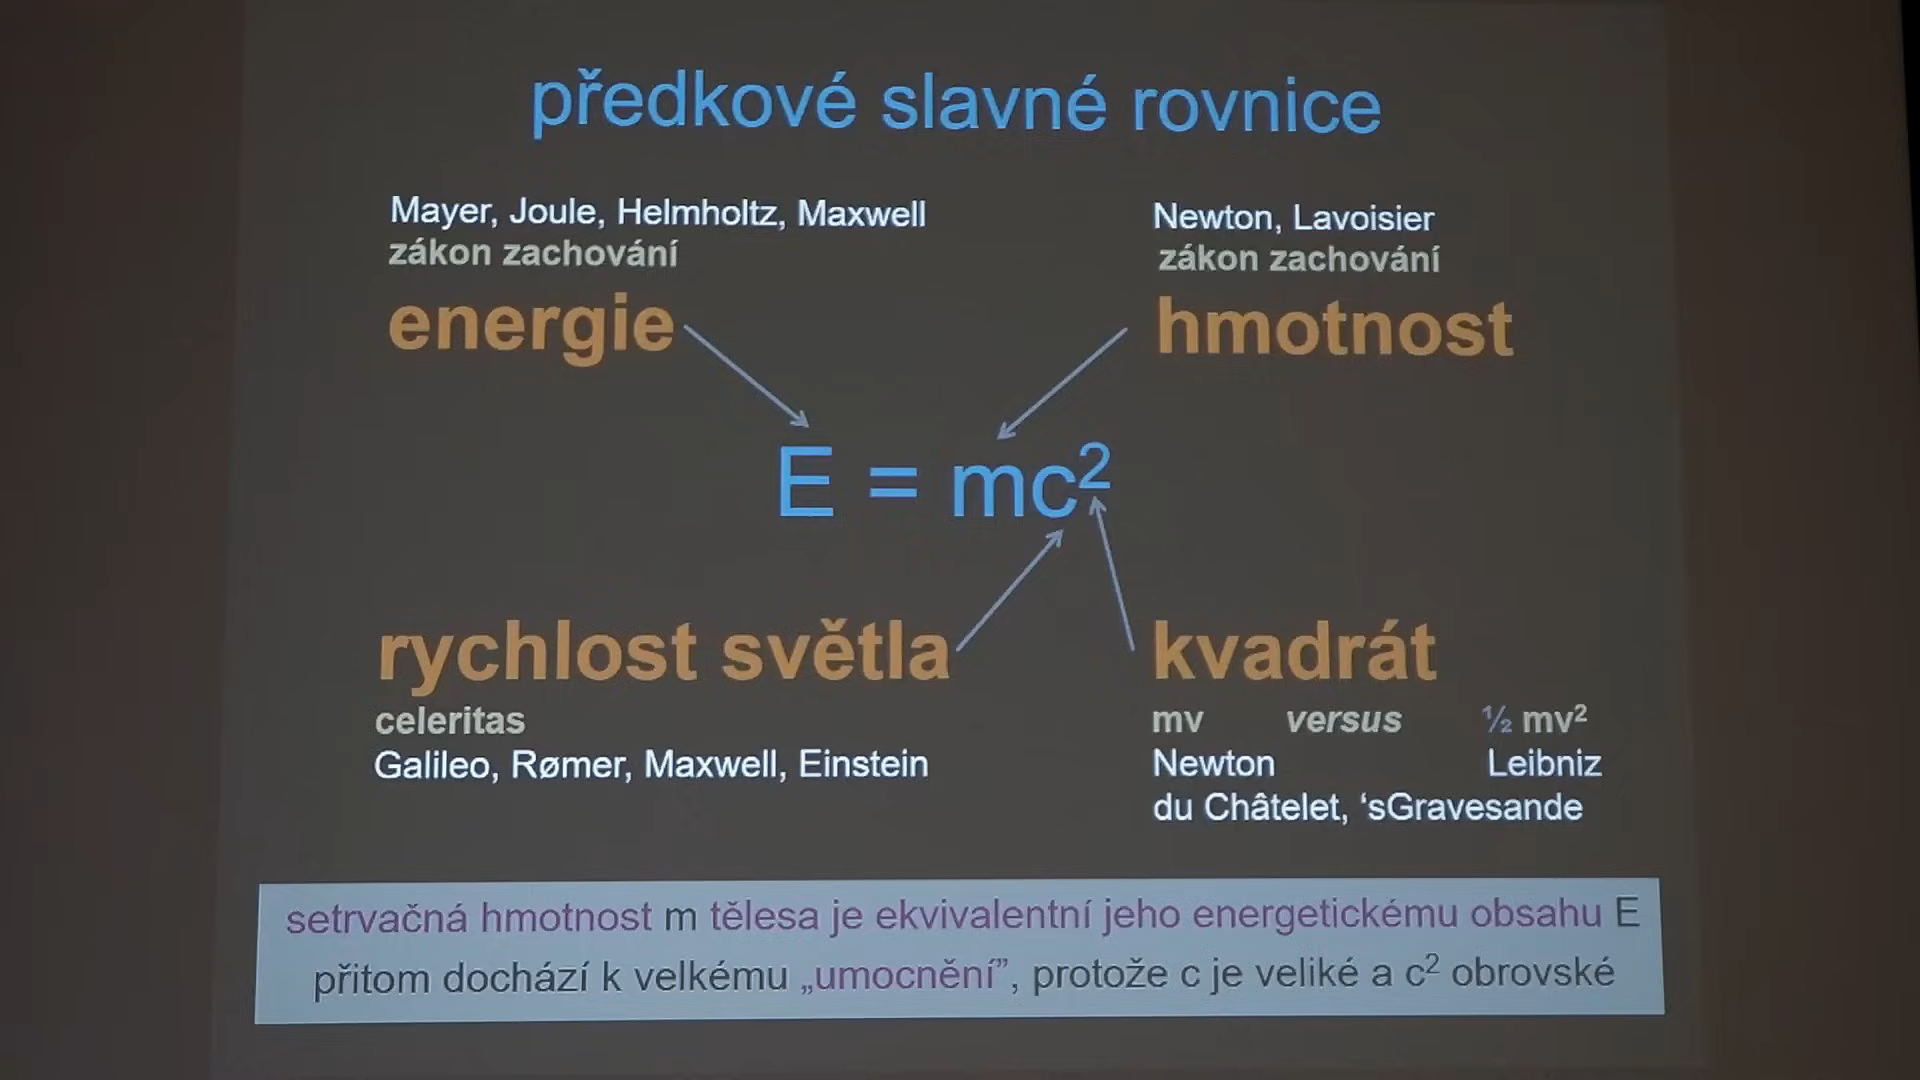 předkové slavné rovnice
Mayer, Joule, Helmholtz, Maxwell
zákon zachování
energie
Newton, Lavoisier
zákon zachování
hmotnost
E = mc²
rychlost světla
celeritas
Galileo, Rømer, Maxwell, Einstein
kvadrát
mv versus ½ mv²
Newton Leibniz
du Châtelet, ‘sGravesande
setrvačná hmotnost m tělesa je ekvivalentní jeho energetickému obsahu E
přitom dochází k velkému „umocnění”, protože c je veliké a c² obrovské